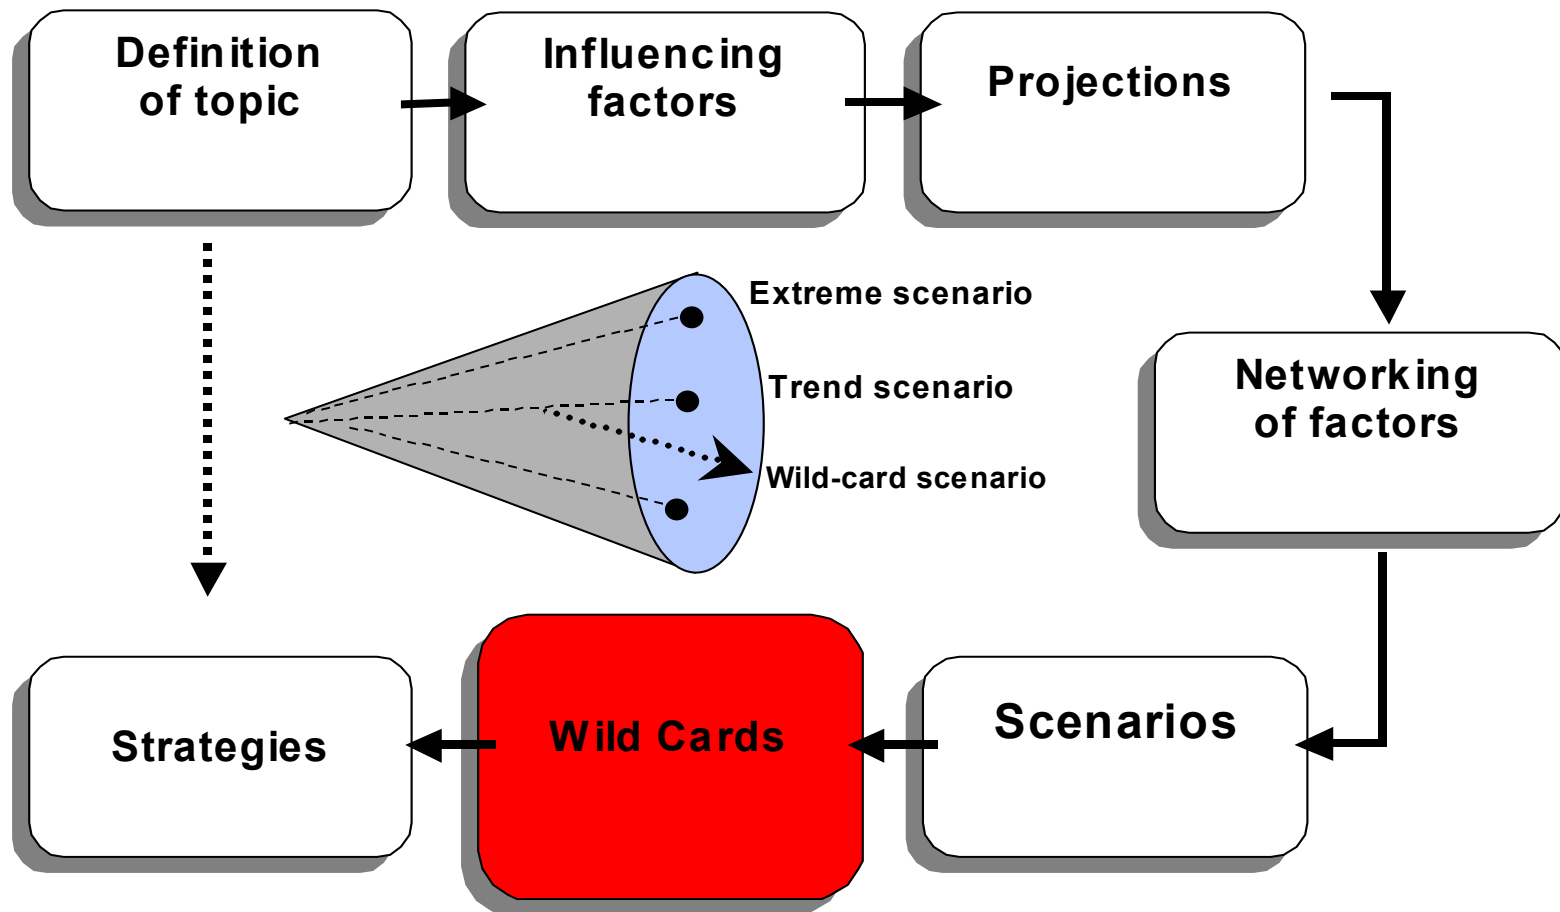 Definition
of topic
Influencing
factors
Projections
Extreme scenario
Trend scenario
Wild-card scenario
Networking
of factors
Strategies
Wild Cards
Scenarios